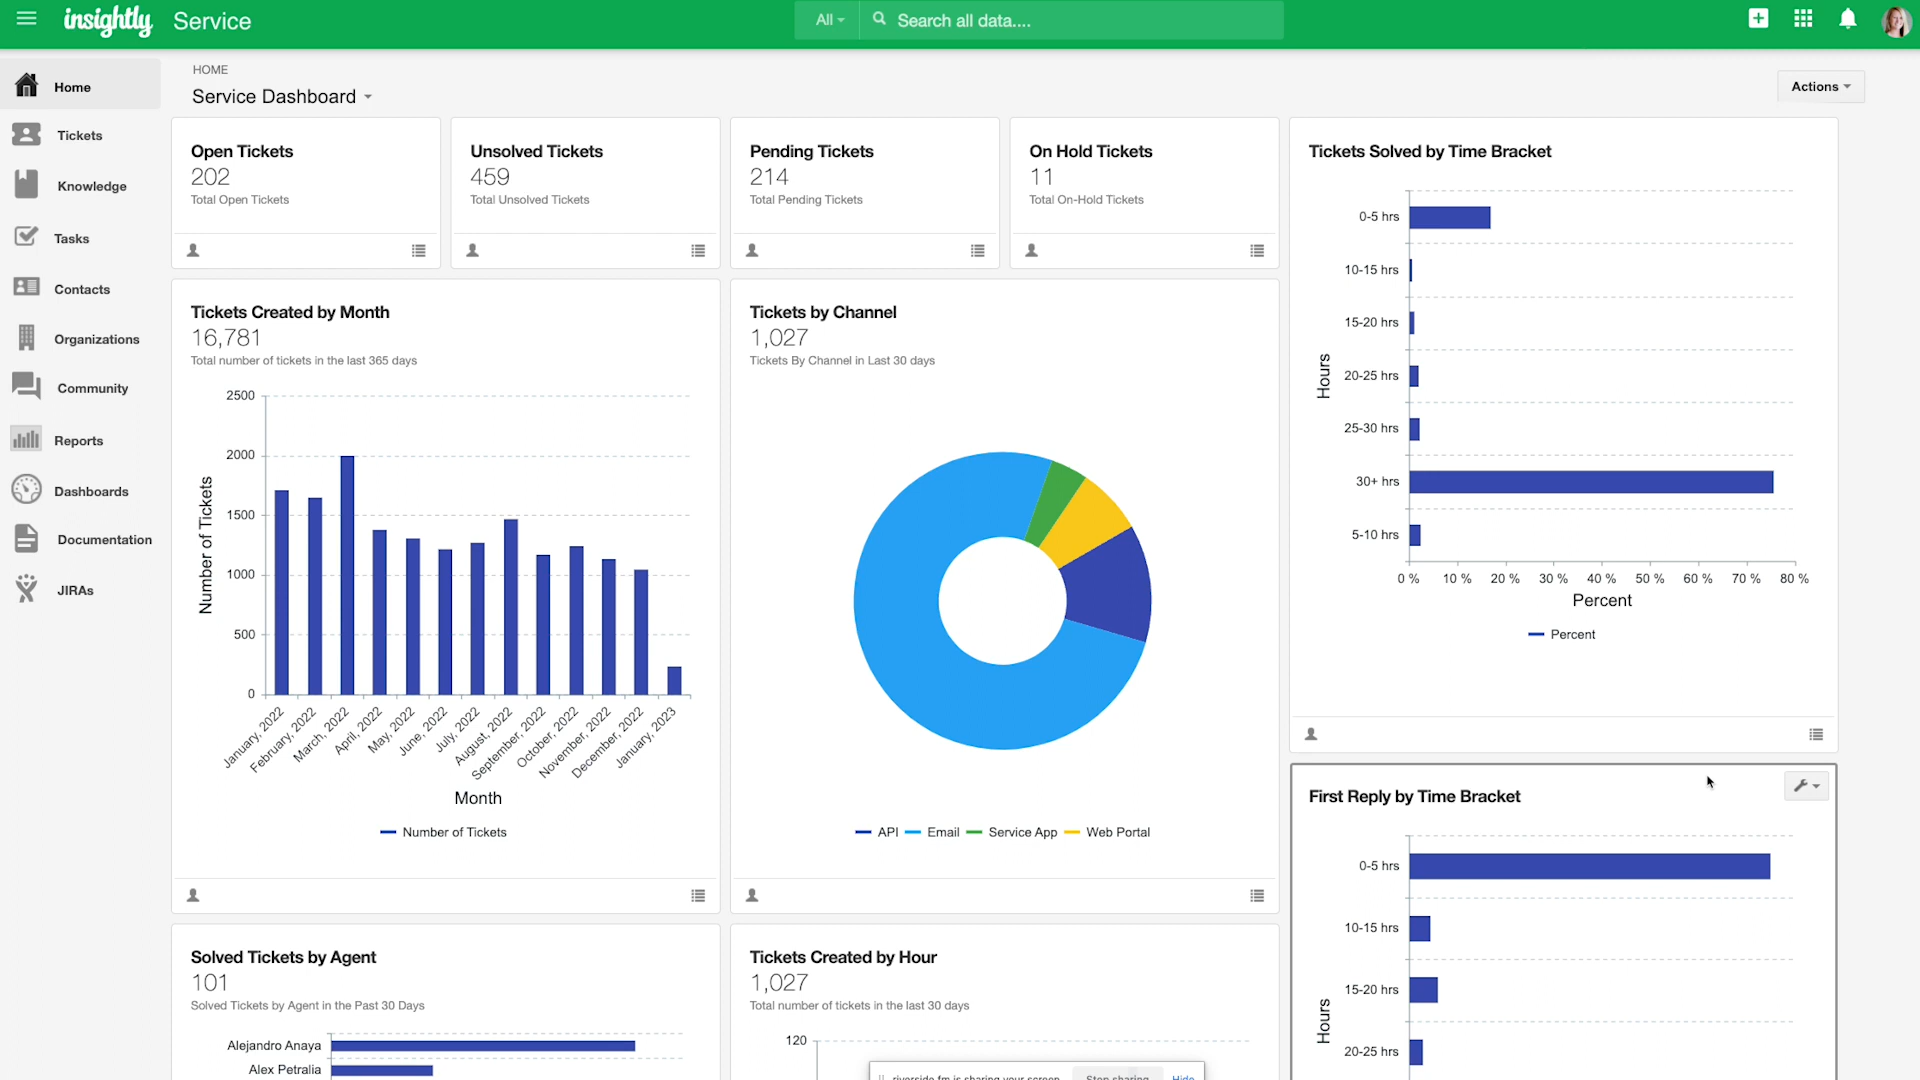 insightly Service
All
Search all data....
Home
Tickets
Knowledge
Tasks
Contacts
Organizations
Community
Reports
Dashboards
Documentation
JIRAs
HOME
Service Dashboard
Actions
Open Tickets
202
Total Open Tickets
Unsolved Tickets
459
Total Unsolved Tickets
Pending Tickets
214
Total Pending Tickets
On Hold Tickets
11
Total On-Hold Tickets
Tickets Created by Month
16,781
Total number of tickets in the last 365 days
Number of Tickets
2500
2000
1500
1000
500
0
January, 2022
February, 2022
March, 2022
April, 2022
May, 2022
June, 2022
July, 2022
August, 2022
September, 2022
October, 2022
November, 2022
December, 2022
January, 2023
Month
Number of Tickets
Tickets by Channel
1,027
Tickets By Channel in Last 30 days
API Email Service App Web Portal
Tickets Solved by Time Bracket
Hours
0-5 hrs
10-15 hrs
15-20 hrs
20-25 hrs
25-30 hrs
30+ hrs
5-10 hrs
0 % 10 % 20 % 30 % 40 % 50 % 60 % 70 % 80 %
Percent
Percent
First Reply by Time Bracket
Hours
0-5 hrs
10-15 hrs
15-20 hrs
20-25 hrs
Solved Tickets by Agent
101
Solved Tickets by Agent in the Past 30 Days
Alejandro Anaya
Alex Petralia
Tickets Created by Hour
1,027
Total number of tickets in the last 30 days
120
riverside.fm is sharing your screen.
Stop sharing
Hide